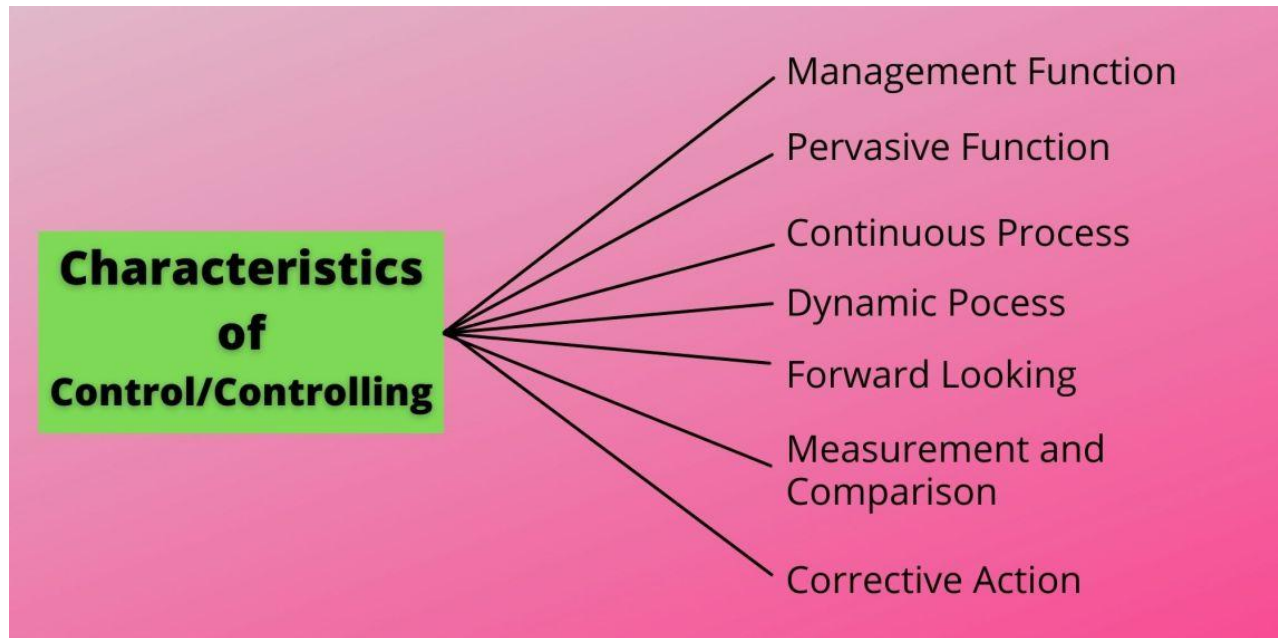 Characteristics
of
Control/Controlling
Management Function
Pervasive Function
Continuous Process
Dynamic Pocess
Forward Looking
Measurement and
Comparison
Corrective Action